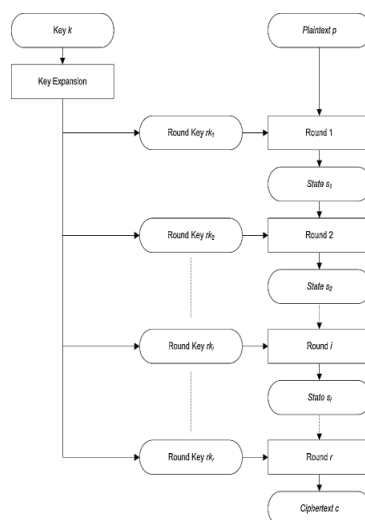 Key k
Plaintext p
Key Expansion
Round Key rk₁
Round 1
State s₁
Round Key rk₂
Round 2
State s₂
Round Key rkᵢ
Round i
State sᵢ
Round Key rkᵣ
Round r
Ciphertext c